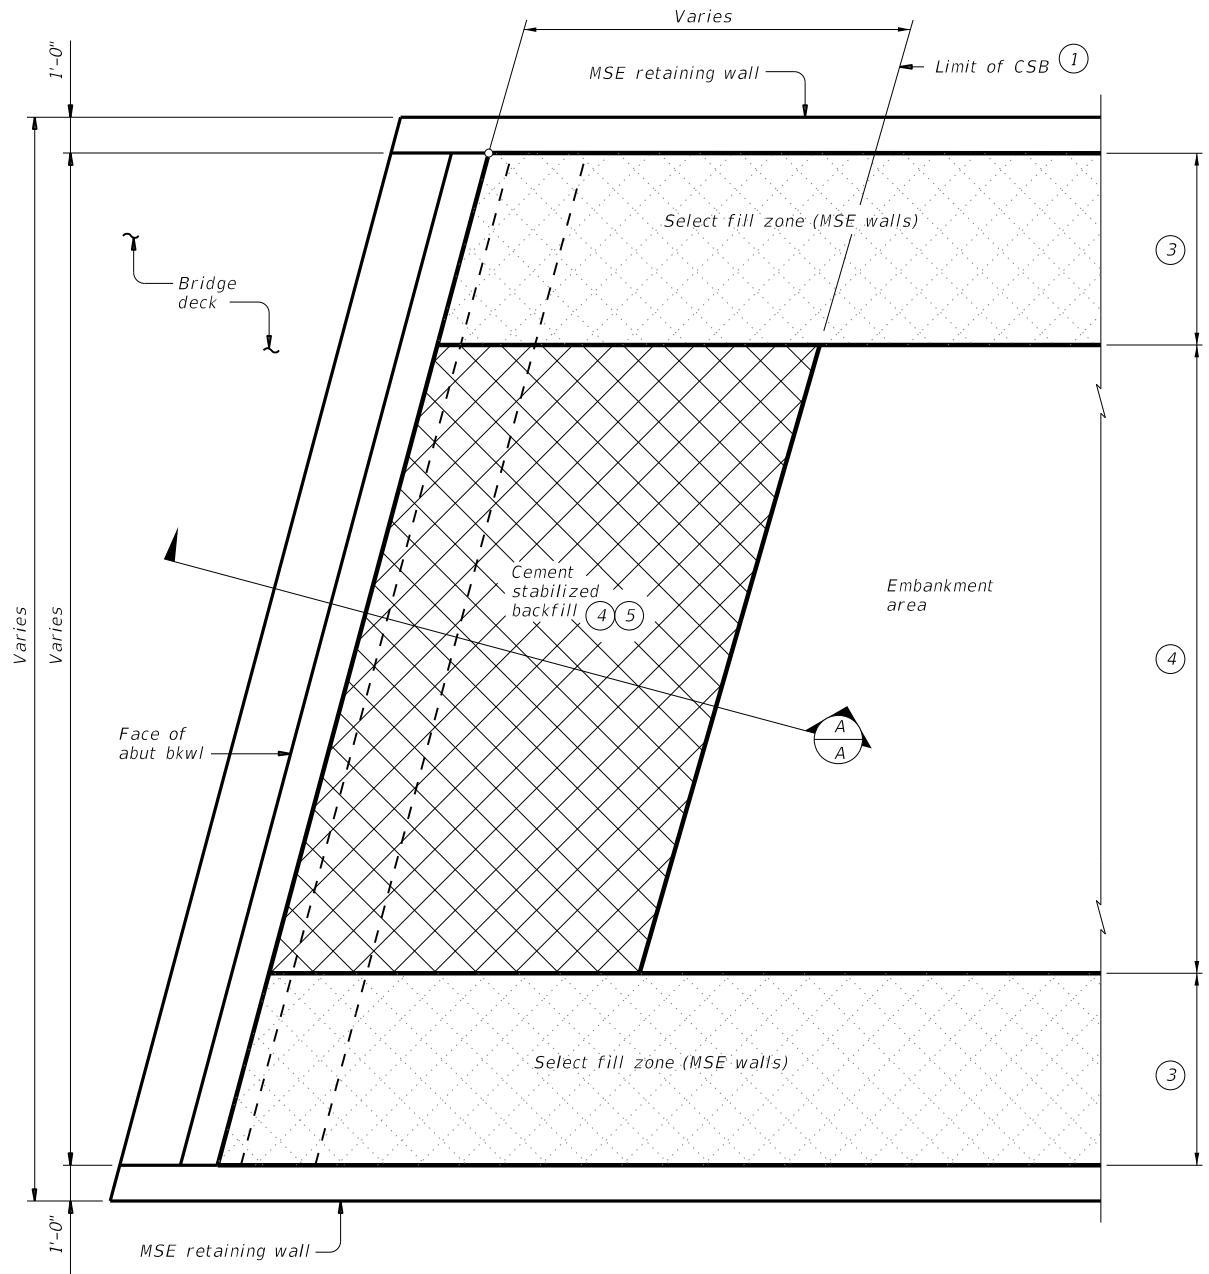 Varies
1'-0"
MSE retaining wall
Limit of CSB 1
Select fill zone (MSE walls)
3
Bridge
deck
Cement
stabilized
backfill 4 5
Embankment
area
Varies
Varies
4
Face of
abut bkwl
A
A
Select fill zone (MSE walls)
3
1'-0"
MSE retaining wall